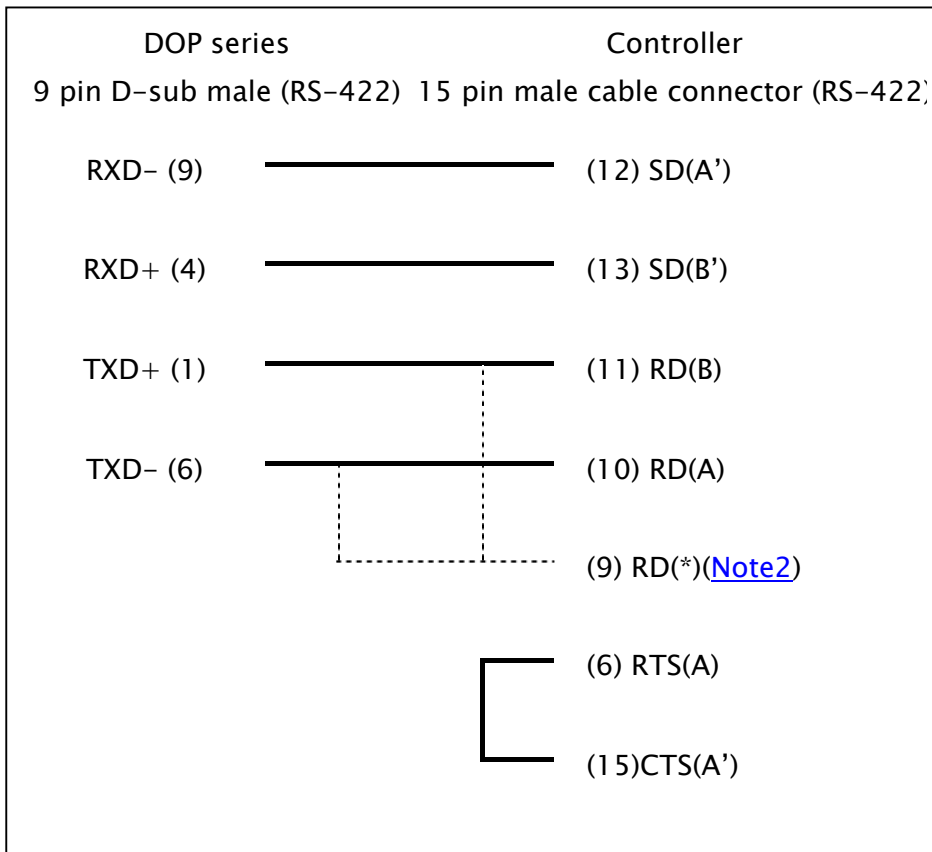 DOP series Controller
9 pin D-sub male (RS-422) 15 pin male cable connector (RS-422)
RXD- (9) (12) SD(A’)
RXD+ (4) (13) SD(B’)
TXD+ (1) (11) RD(B)
TXD- (6) (10) RD(A)
(9) RD(*)(Note2)
(6) RTS(A)
(15)CTS(A’)